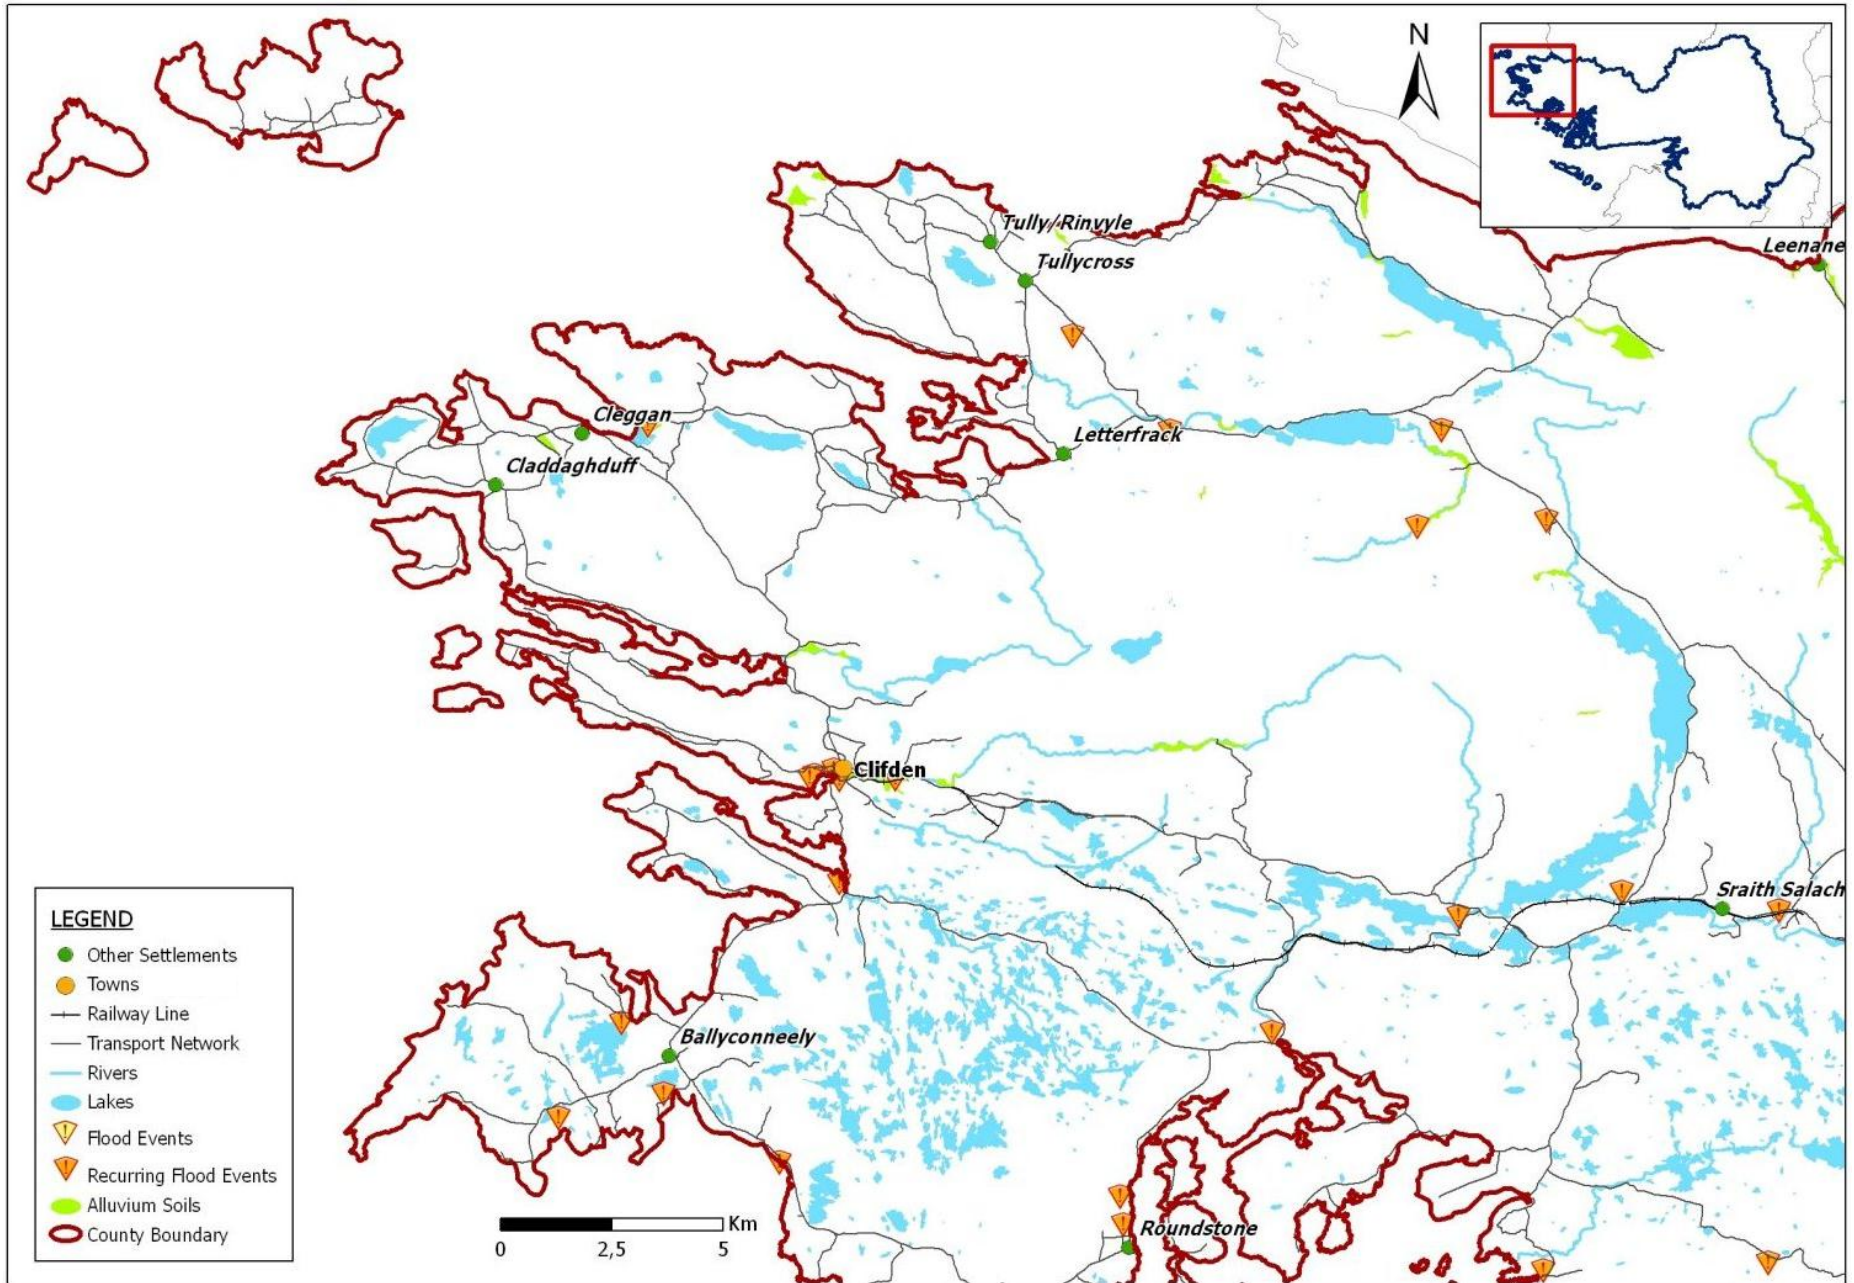 N
Tully/Rinvyle
Leenane
Tullycross
Cleggan
Letterfrack
Claddaghduff
Clifden
Sraith Salach
Ballyconneely
Roundstone
LEGEND
Other Settlements
Towns
Railway Line
Transport Network
Rivers
Lakes
Flood Events
Recurring Flood Events
Alluvium Soils
County Boundary
Km
0 2,5 5